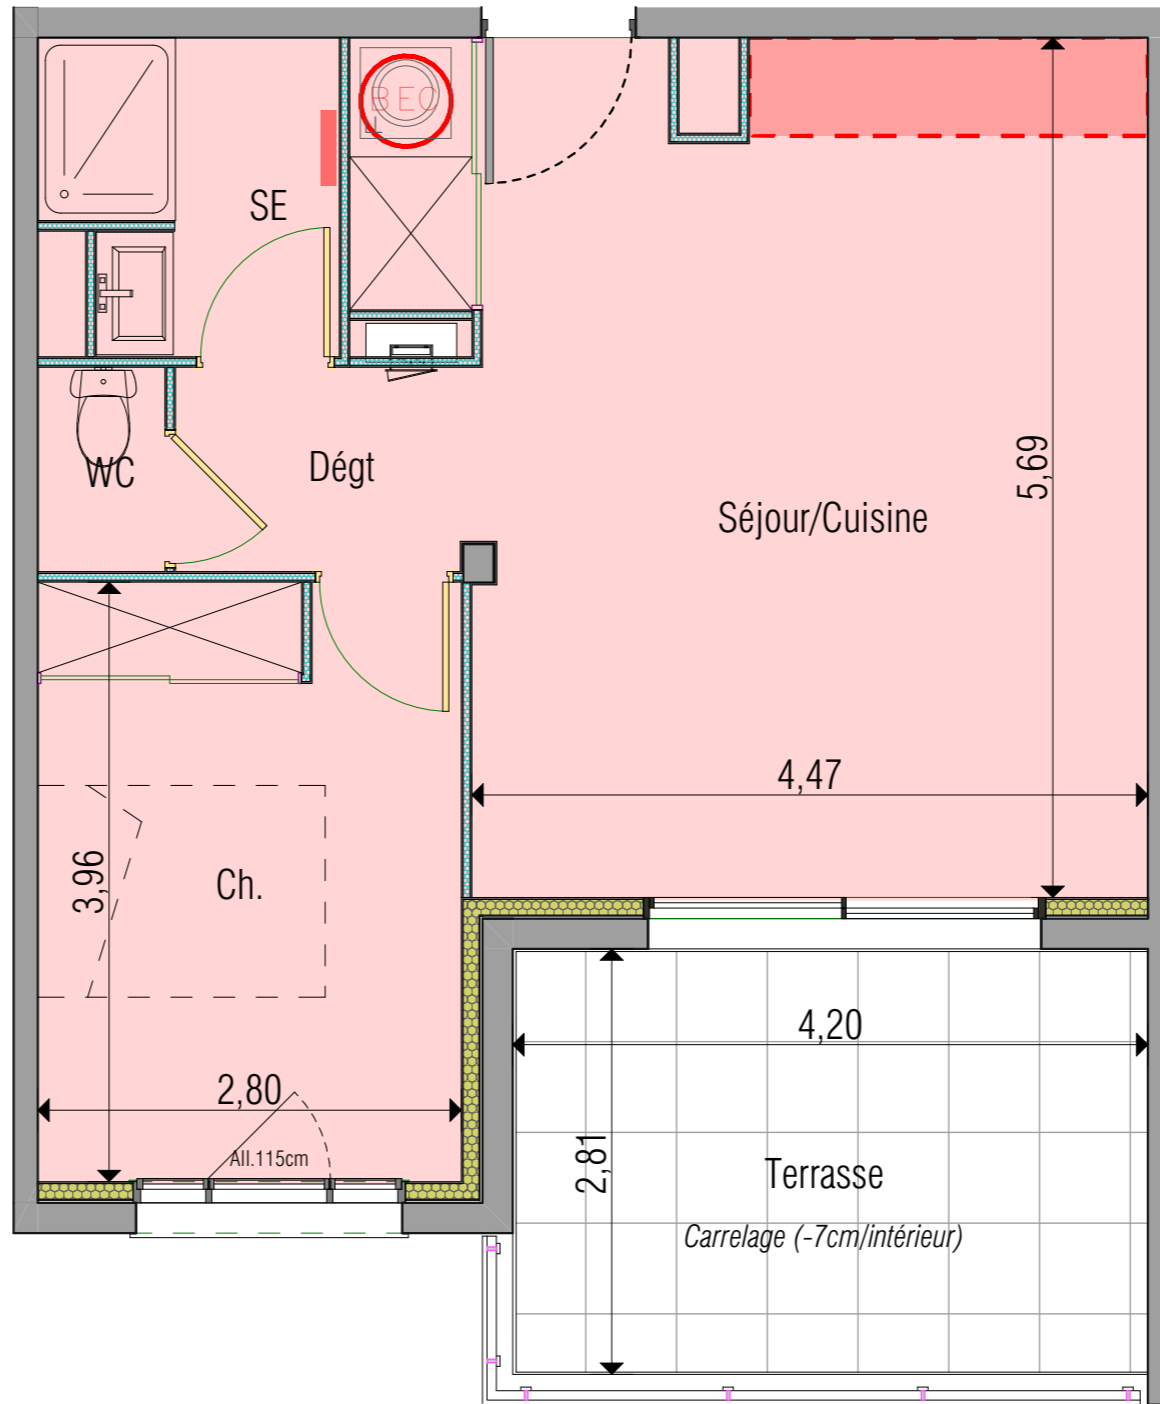 BEC
SE
WC
Dégt
Séjour/Cuisine
5,69
4,47
3,96
Ch.
2,80
All.115cm
4,20
2,81
Terrasse
Carrelage (-7cm/intérieur)